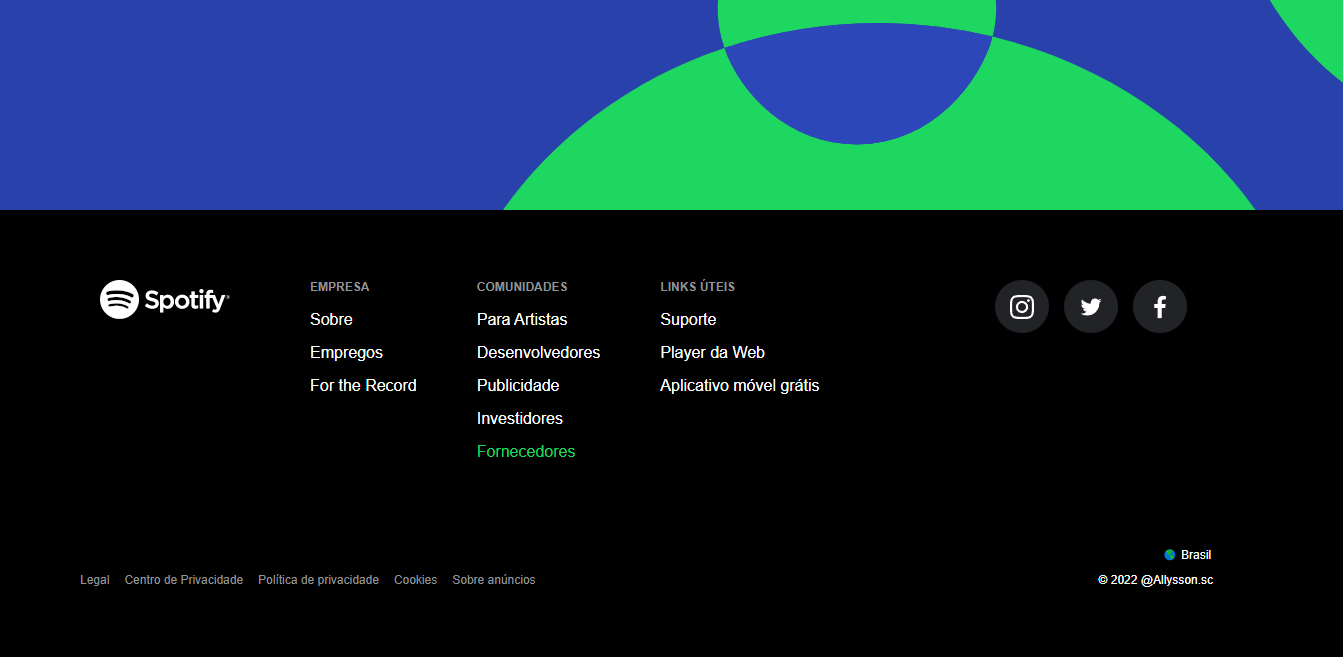 Spotify®
EMPRESA
Sobre
Empregos
For the Record
COMUNIDADES
Para Artistas
Desenvolvedores
Publicidade
Investidores
Fornecedores
LINKS ÚTEIS
Suporte
Player da Web
Aplicativo móvel grátis
Brasil
Legal Centro de Privacidade Política de privacidade Cookies Sobre anúncios
© 2022 @Allysson.sc